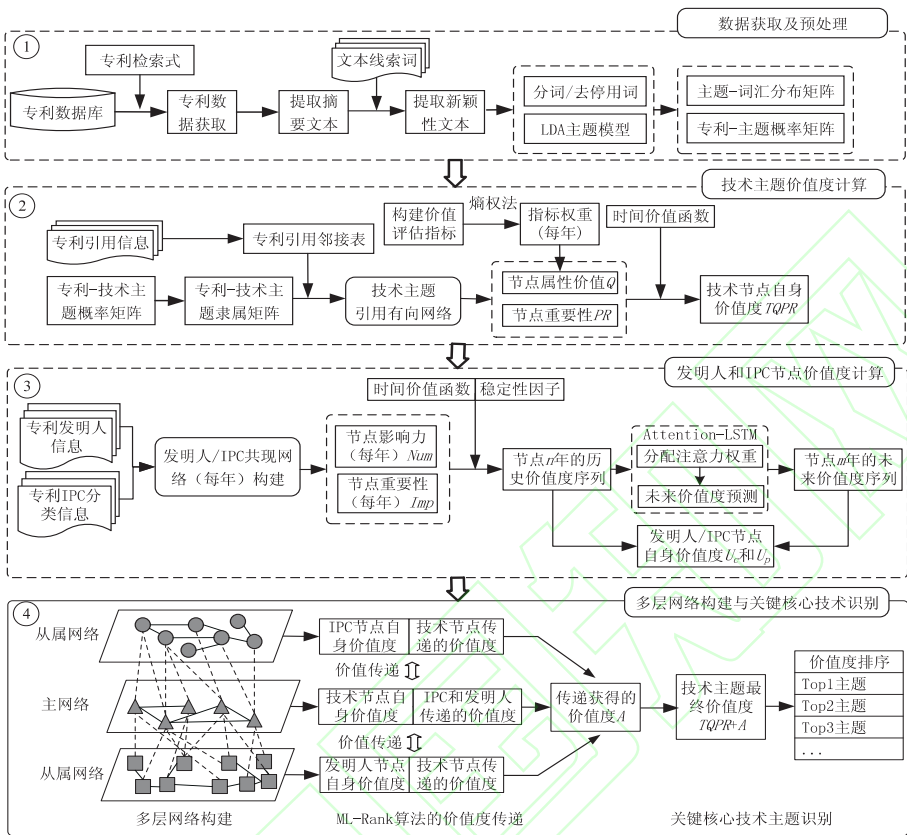 数据获取及预处理
①
专利检索式
文本线索词
专利数据库
专利数
据获取
提取摘
要文本
提取新颖
性文本
分词/去停用词
LDA主题模型
主题-词汇分布矩阵
专利-主题概率矩阵
技术主题价值度计算
②
专利引用信息
专利引用邻接表
构建价值
评估指标
熵权法
指标权重
(每年)
时间价值函数
专利-技术主
题概率矩阵
专利-技术主
题隶属矩阵
技术主题
引用有向网络
节点属性价值Q
节点重要性PR
技术节点自身
价值度TQPR
发明人和IPC节点价值度计算
③
时间价值函数
稳定性因子
专利发明人
信息
专利IPC分
类信息
发明人/IPC共现网
络（每年）构建
节点影响力
（每年）Num
节点重要性
（每年）Imp
节点n年的历
史价值度序列
Attention-LSTM
分配注意力权重
未来价值度预测
节点m年的未
来价值度序列
发明人/IPC节点
自身价值度Uc和Up
多层网络构建与关键核心技术识别
④
从属网络
主网络
从属网络
多层网络构建
IPC节点自
身价值度
技术节点传
递的价值度
价值传递
技术节点自
身价值度
IPC和发明人
传递的价值度
价值传递
发明人节点
自身价值度
技术节点传
递的价值度
ML-Rank算法的价值度传递
传递获得的
价值度A
技术主题最
终价值度
TQPR+A
价值度排序
Top1主题
Top2主题
Top3主题
...
关键核心技术主题识别